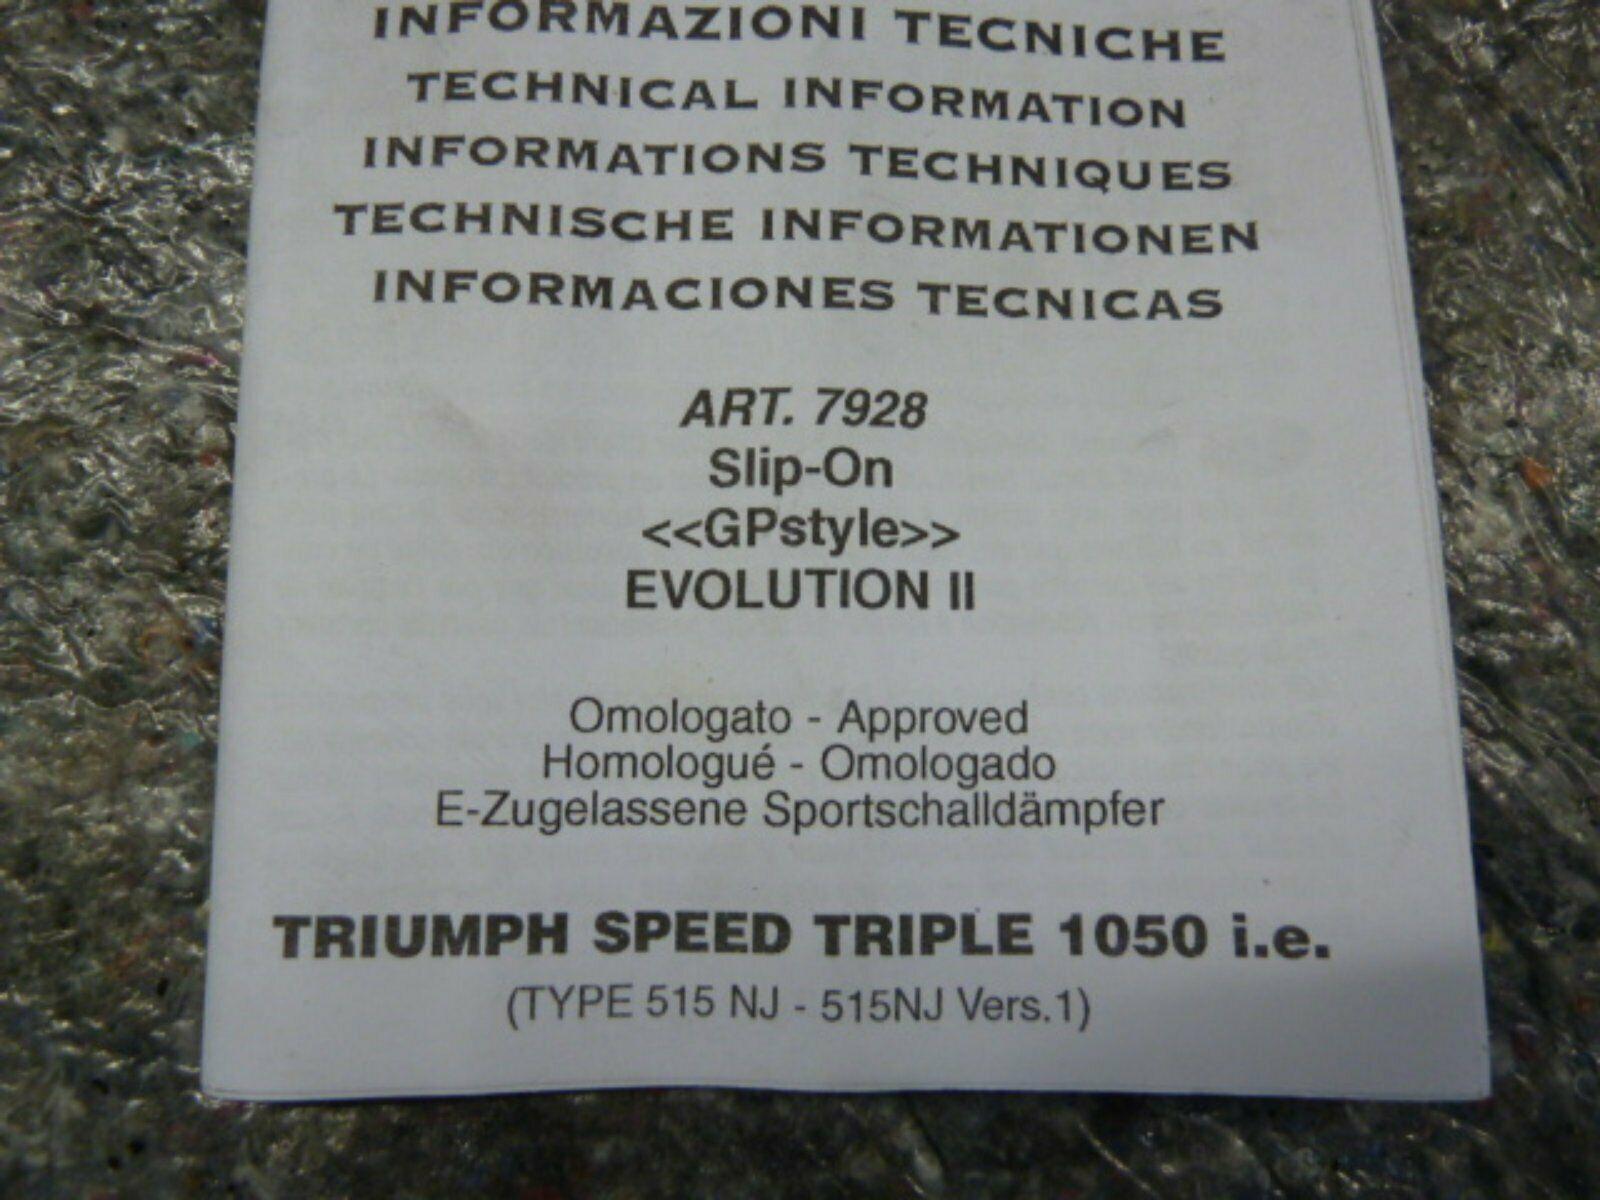 INFORMAZIONI TECNICHE
TECHNICAL INFORMATION
INFORMATIONS TECHNIQUES
TECHNISCHE INFORMATIONEN
INFORMACIONES TECNICAS
ART. 7928
Slip-On
<<GPstyle>>
EVOLUTION II
Omologato - Approved
Homologué - Omologado
E-Zugelassene Sportschalldämpfer
TRIUMPH SPEED TRIPLE 1050 i.e.
(TYPE 515 NJ - 515NJ Vers.1)